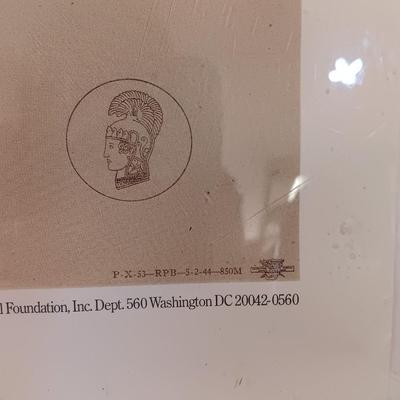 P-X-53—RPB—5-2-44—850M
Foundation, Inc. Dept. 560 Washington DC 20042-0560